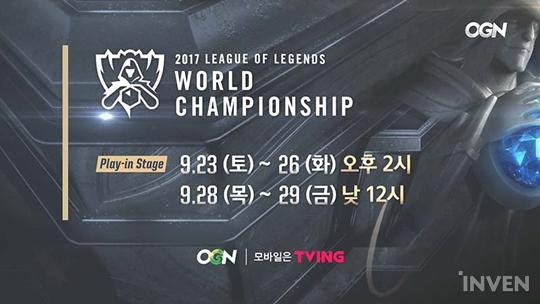 OGN
2017 LEAGUE OF LEGENDS
WORLD
CHAMPIONSHIP
Play-in Stage
9.23 (토) ~ 26 (화) 오후 2시
9.28 (목) ~ 29 (금) 낮 12시
OGN | 모바일은 TVING
INVEN